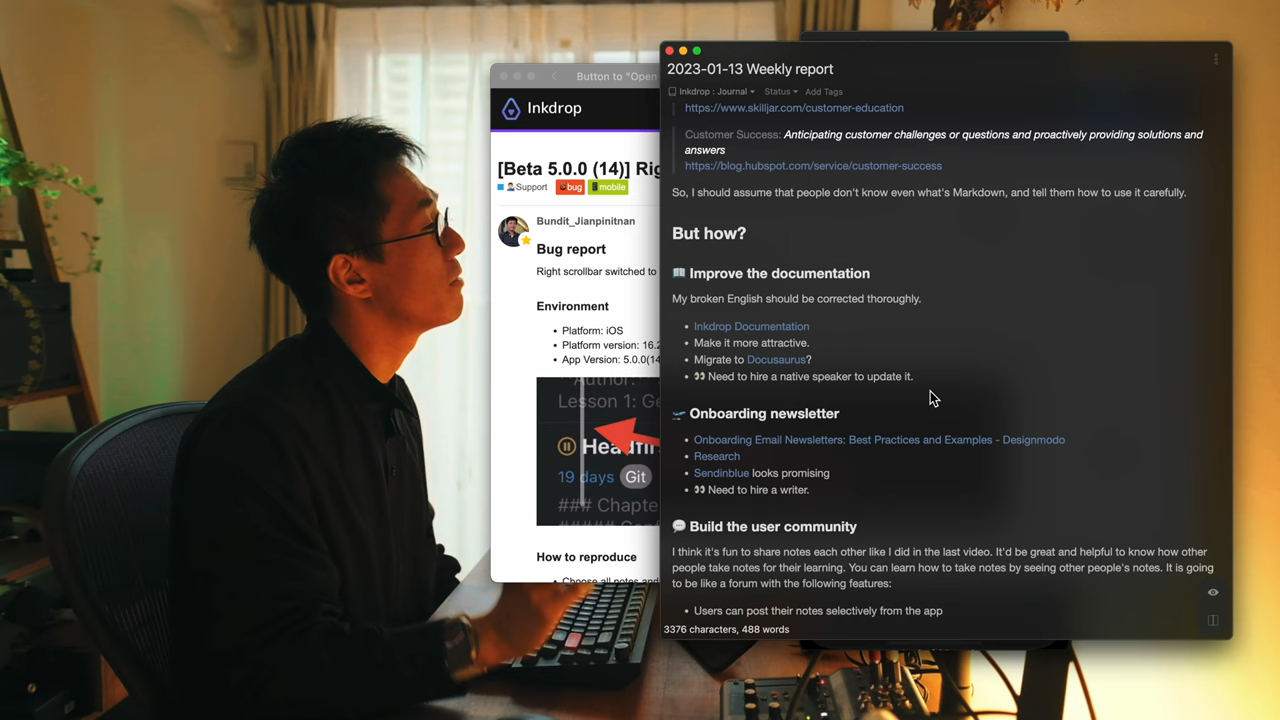 Button to "Open
Inkdrop
[Beta 5.0.0 (14)] Rig
Support bug mobile
Bundit_Jianpinitnan
Bug report
Right scrollbar switched to
Environment
• Platform: iOS
• Platform version: 16.2
• App Version: 5.0.0(14
Author:
Lesson 1: Ge
Headfir
19 days Git
### Chapte
How to reproduce
• Choose all notes and
2023-01-13 Weekly report
Inkdrop : Journal Status Add Tags
https://www.skilljar.com/customer-education
Customer Success: Anticipating customer challenges or questions and proactively providing solutions and
answers
https://blog.hubspot.com/service/customer-success
So, I should assume that people don't know even what's Markdown, and tell them how to use it carefully.
But how?
📖 Improve the documentation
My broken English should be corrected thoroughly.
• Inkdrop Documentation
• Make it more attractive.
• Migrate to Docusaurus?
• 👀 Need to hire a native speaker to update it.
🛫 Onboarding newsletter
• Onboarding Email Newsletters: Best Practices and Examples - Designmodo
• Research
• Sendinblue looks promising
• 👀 Need to hire a writer.
💬 Build the user community
I think it's fun to share notes each other like I did in the last video. It'd be great and helpful to know how other
people take notes for their learning. You can learn how to take notes by seeing other people's notes. It is going
to be like a forum with the following features:
• Users can post their notes selectively from the app
3376 characters, 488 words